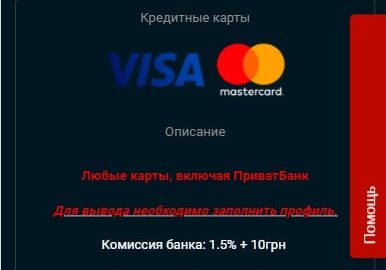 Кредитные карты
VISA
mastercard
Описание
Любые карты, включая ПриватБанк
Для вывода необходимо заполнить профиль.
Комиссия банка: 1.5% + 10грн
Помощь